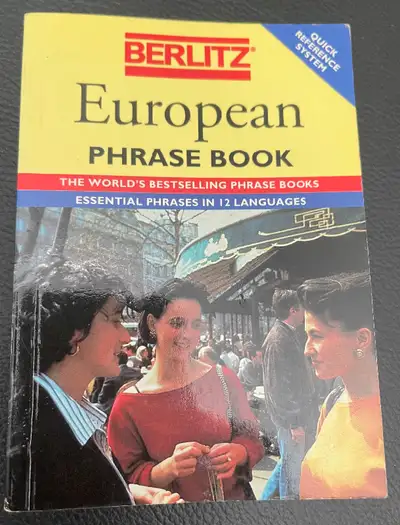 BERLITZ®
QUICK
REFERENCE
SYSTEM
European
PHRASE BOOK
THE WORLD'S BESTSELLING PHRASE BOOKS
ESSENTIAL PHRASES IN 12 LANGUAGES